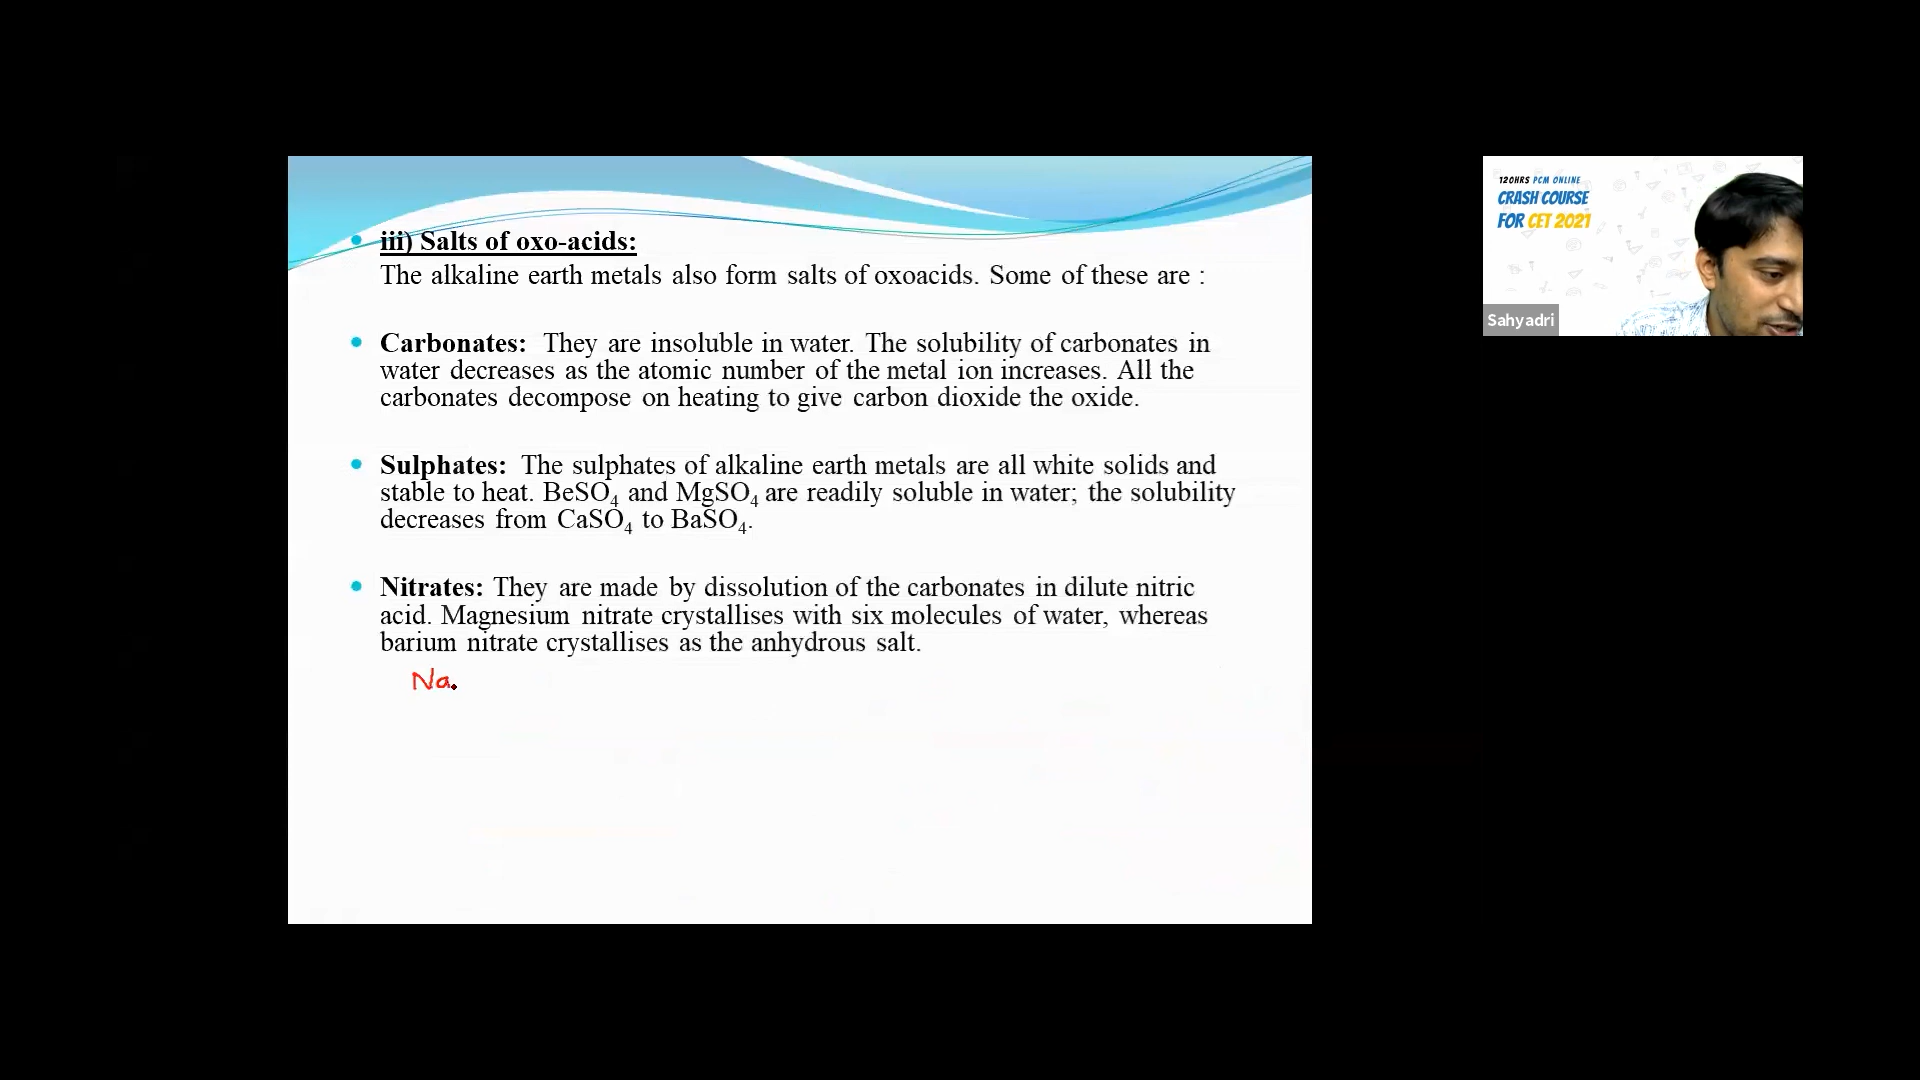 iii) Salts of oxo-acids:
The alkaline earth metals also form salts of oxoacids. Some of these are :
Carbonates: They are insoluble in water. The solubility of carbonates in
water decreases as the atomic number of the metal ion increases. All the
carbonates decompose on heating to give carbon dioxide the oxide.
Sulphates: The sulphates of alkaline earth metals are all white solids and
stable to heat. BeSO₄ and MgSO₄ are readily soluble in water; the solubility
decreases from CaSO₄ to BaSO₄.
Nitrates: They are made by dissolution of the carbonates in dilute nitric
acid. Magnesium nitrate crystallises with six molecules of water, whereas
barium nitrate crystallises as the anhydrous salt.
Na
120HRS PCM ONLINE
CRASH COURSE
FOR CET 2021
Sahyadri